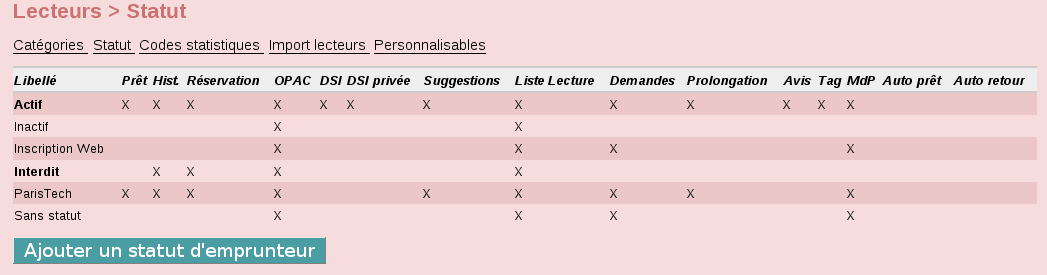 Lecteurs > Statut
Catégories Statut Codes statistiques Import lecteurs Personnalisables
Libellé Prêt Hist. Réservation OPAC DSI DSI privée Suggestions Liste Lecture Demandes Prolongation Avis Tag MdP Auto prêt Auto retour
Actif X X X X X X X X X X X X X
Inactif X X
Inscription Web X X X X
Interdit X X X X
ParisTech X X X X X X X X X
Sans statut X X X X
Ajouter un statut d'emprunteur